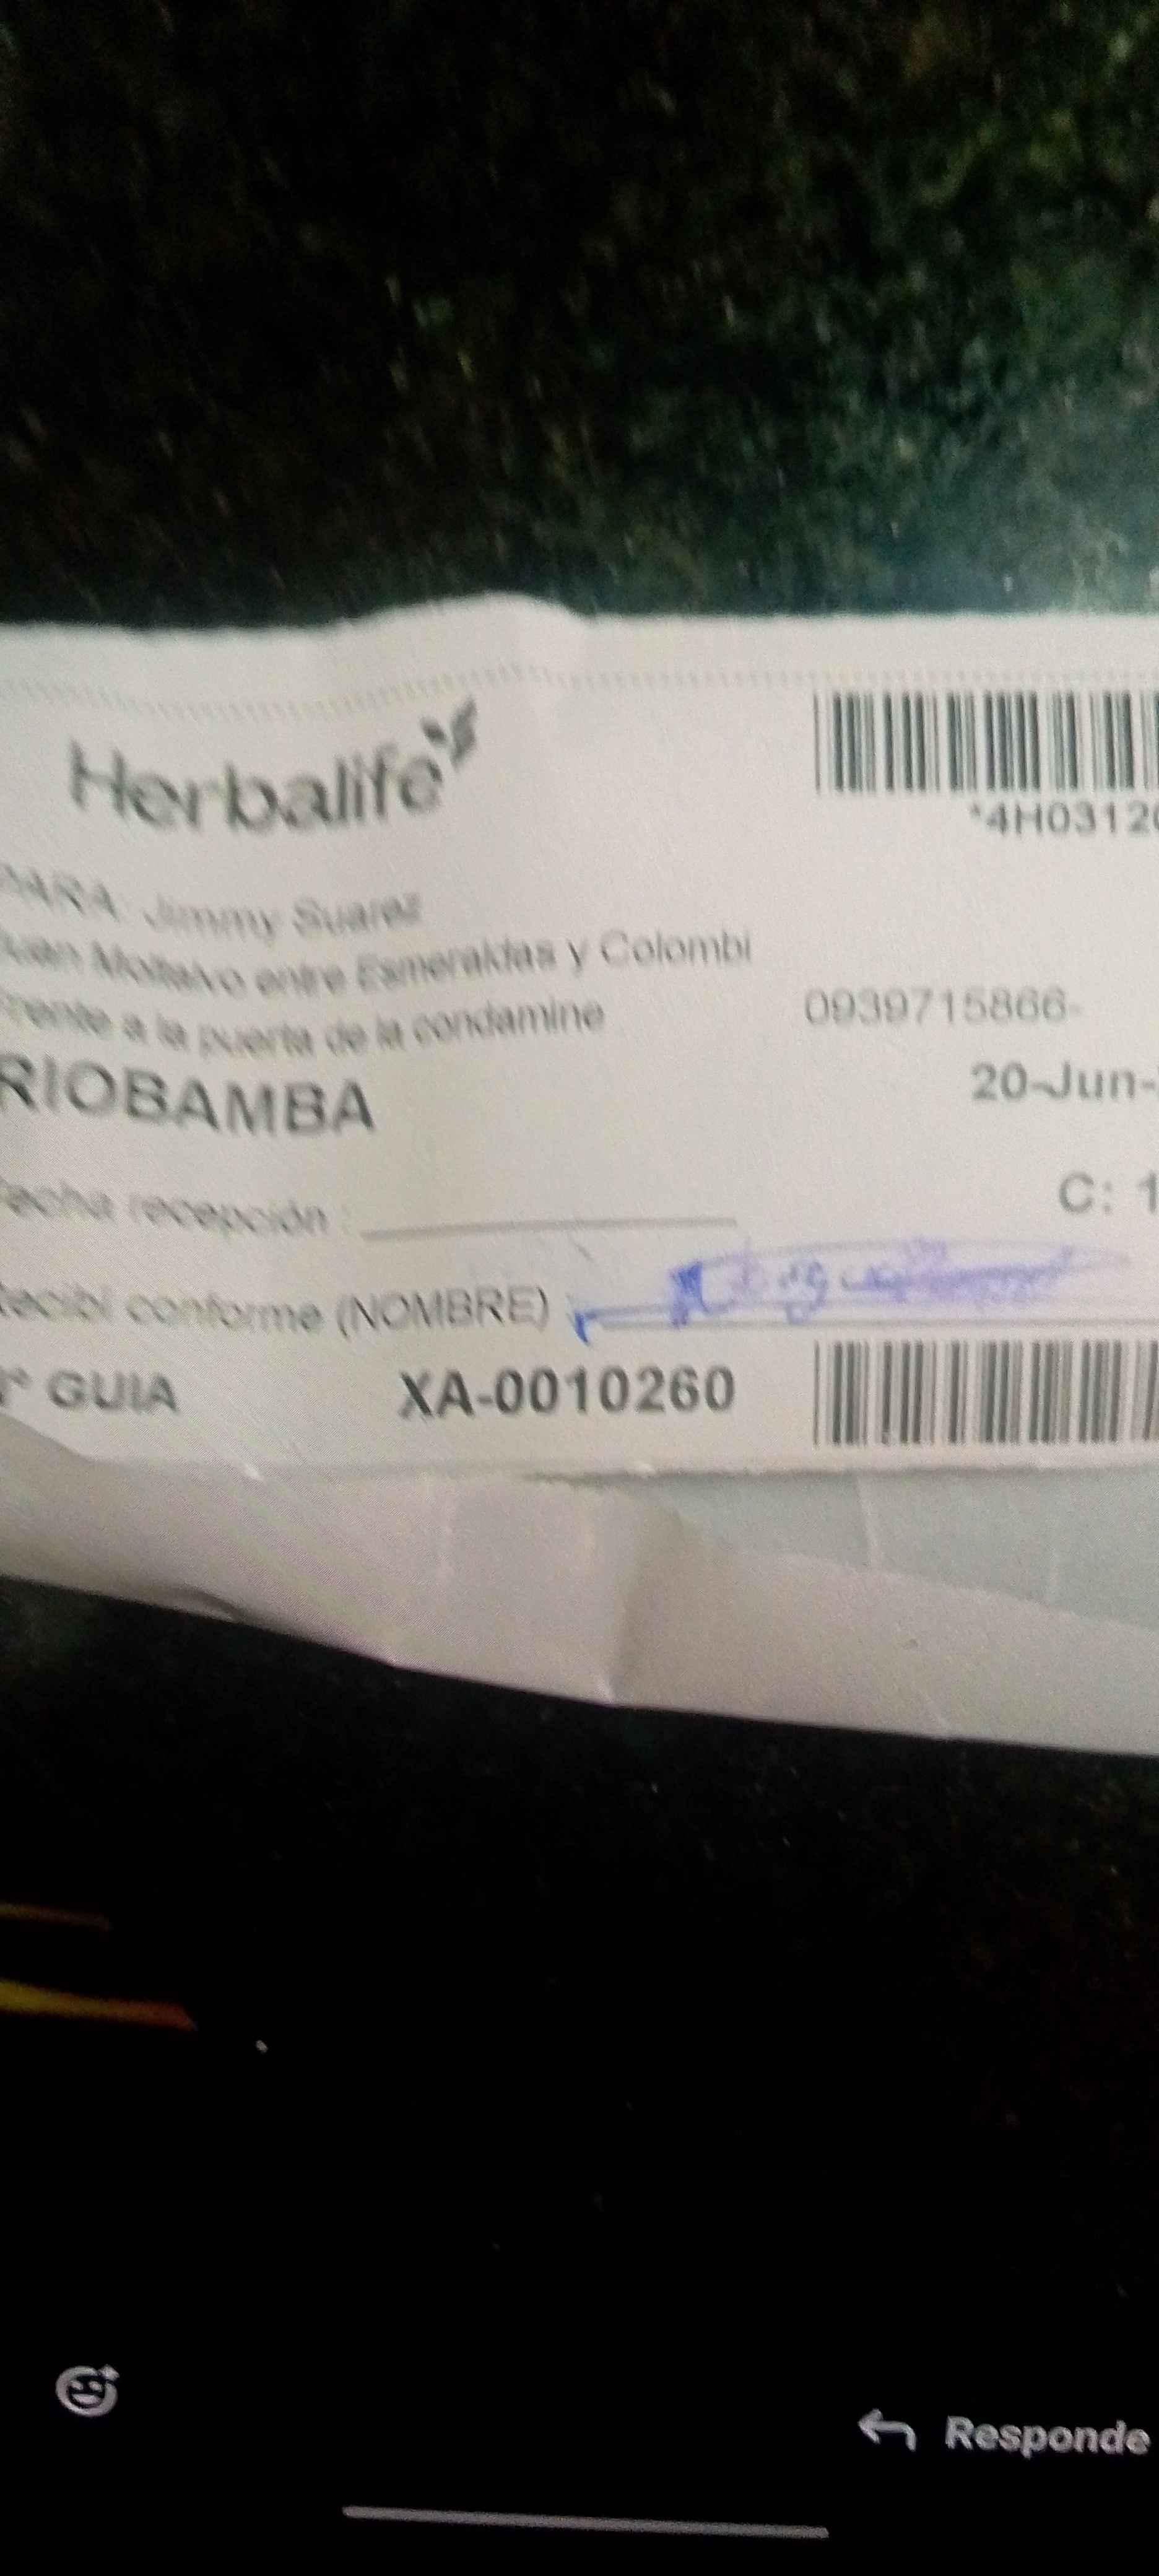 Herbalife
*4H03120
PARA: Jimmy Suarez
Juan Montalvo entre Esmeraldas y Colombi
frente a la puerta de la condamine
0939715866-
RIOBAMBA
20-Jun-
Fecha recepción :
C: 1
Recibí conforme (NOMBRE)
N° GUIA XA-0010260
Responde